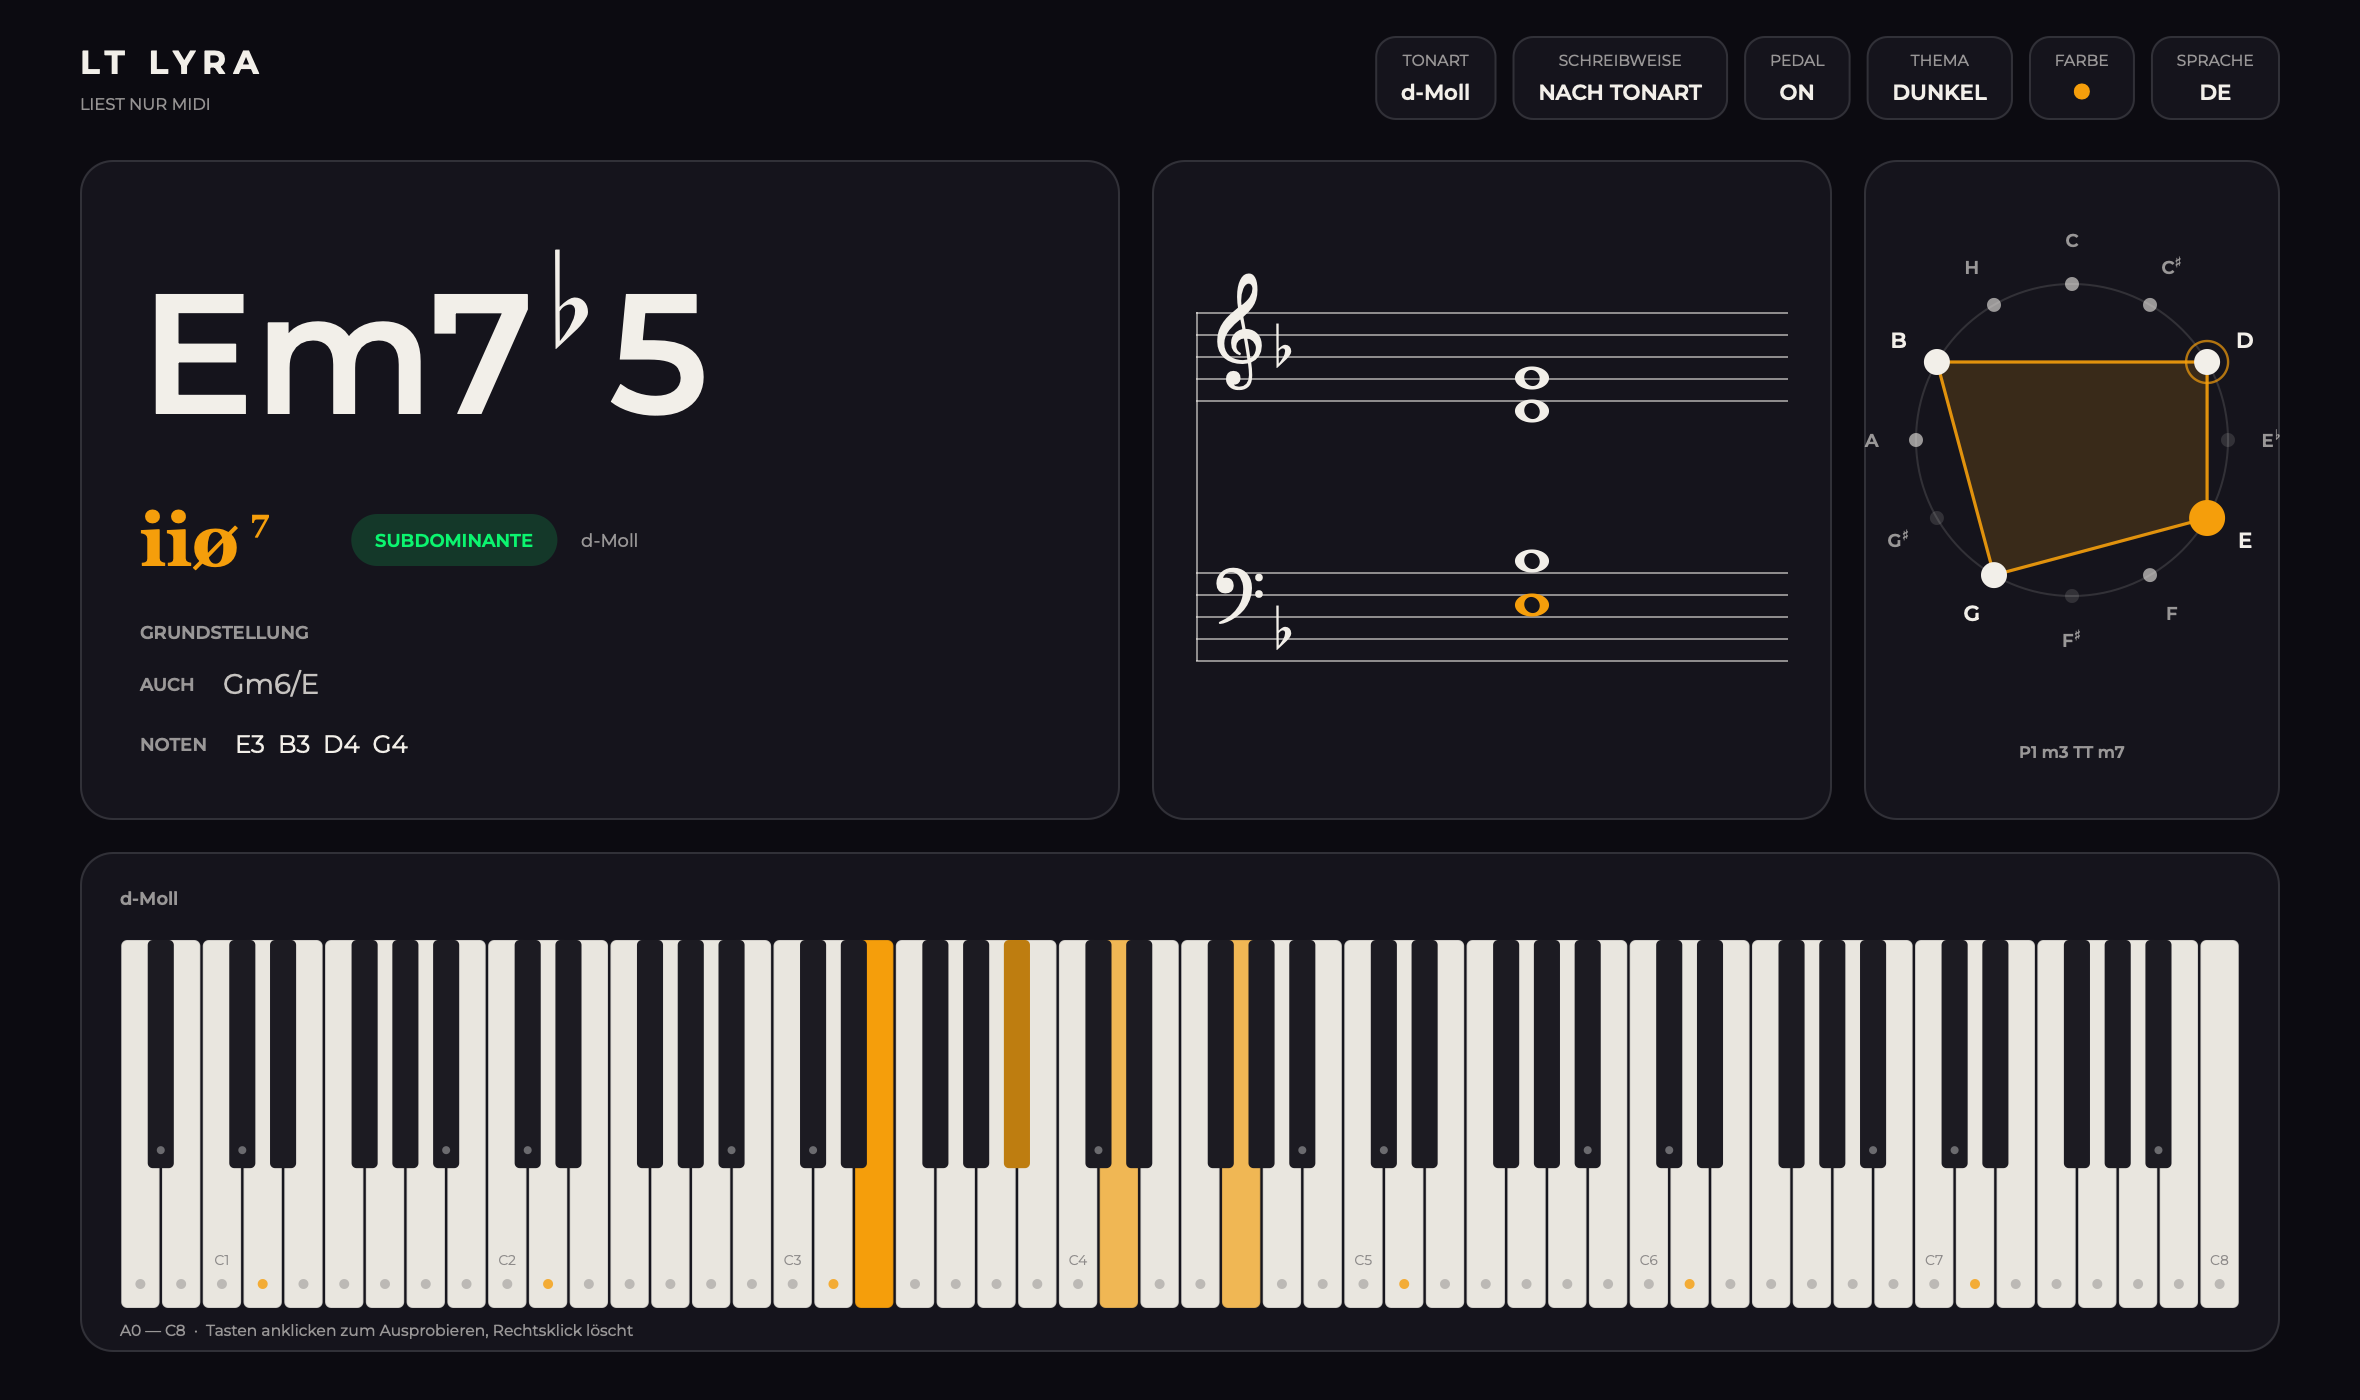 LT LYRA
LIEST NUR MIDI
TONART
d-Moll
SCHREIBWEISE
NACH TONART
PEDAL
ON
THEMA
DUNKEL
FARBE
SPRACHE
DE
Em7♭5
iiø⁷
SUBDOMINANTE
d-Moll
GRUNDSTELLUNG
AUCH Gm6/E
NOTEN E3 B3 D4 G4
C
C♯
D
E♭
E
F
F♯
G
G♯
A
B
H
P1 m3 TT m7
d-Moll
C1 C2 C3 C4 C5 C6 C7 C8
A0 — C8 · Tasten anklicken zum Ausprobieren, Rechtsklick löscht